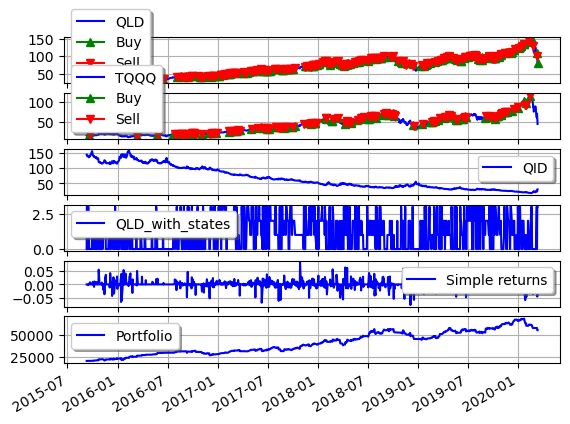 QLD
Buy
Sell
150
100
50
TQQQ
Buy
Sell
100
50
QID
150
100
50
QLD_with_states
2.5
0.0
Simple returns
0.05
0.00
−0.05
Portfolio
50000
25000
2015-07 2016-01 2016-07 2017-01 2017-07 2018-01 2018-07 2019-01 2019-07 2020-01